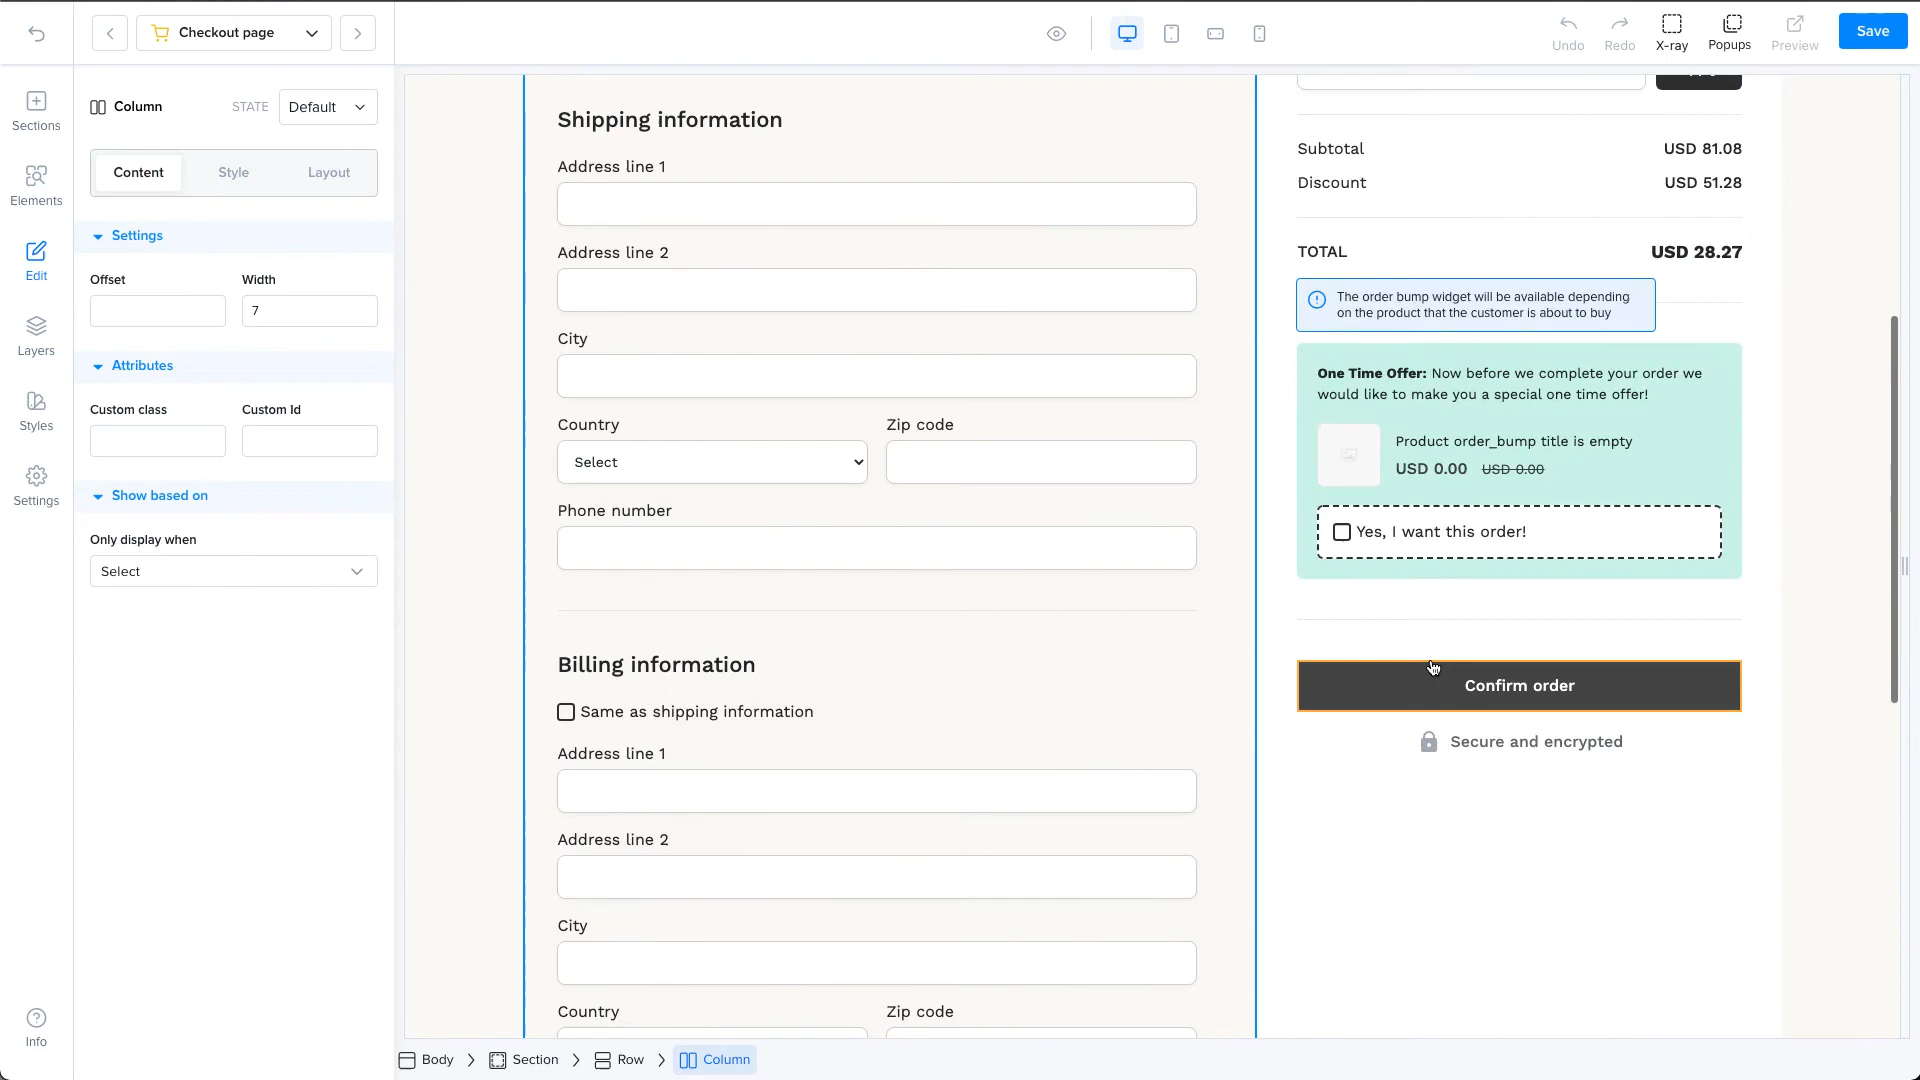 Checkout page
Undo
Redo
X-ray
Popups
Preview
Save
Sections
Elements
Edit
Layers
Styles
Settings
Info
Column
STATE
Default
Content
Style
Layout
Settings
Offset
Width
7
Attributes
Custom class
Custom Id
Show based on
Only display when
Select
Shipping information
Address line 1
Address line 2
City
Country
Zip code
Select
Phone number
Billing information
Same as shipping information
Address line 1
Address line 2
City
Country
Zip code
Subtotal
USD 81.08
Discount
USD 51.28
TOTAL
USD 28.27
The order bump widget will be available depending
on the product that the customer is about to buy
One Time Offer: Now before we complete your order we
would like to make you a special one time offer!
Product order_bump title is empty
USD 0.00 USD 0.00
Yes, I want this order!
Confirm order
Secure and encrypted
Body
Section
Row
Column